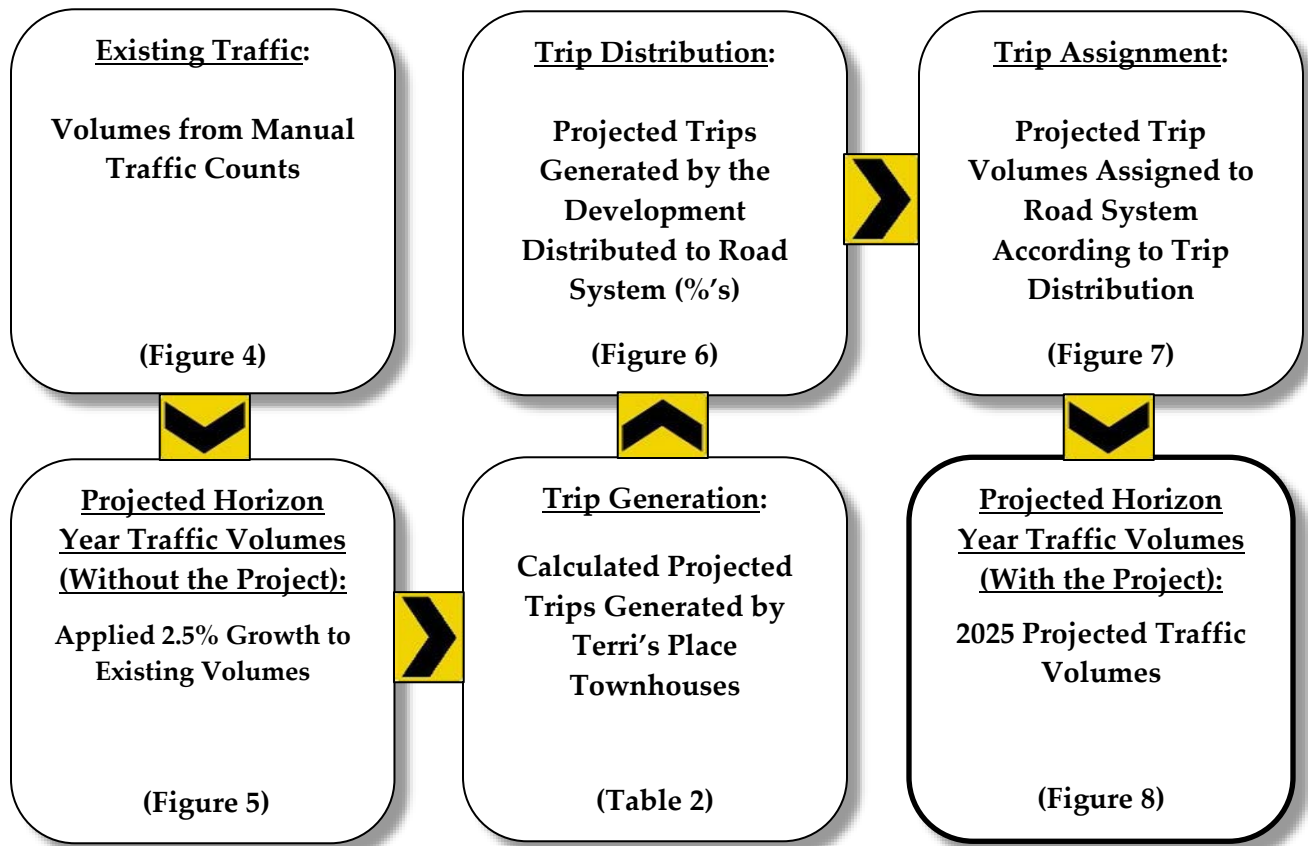 Existing Traffic:
Volumes from Manual
Traffic Counts
(Figure 4)
Projected Horizon
Year Traffic Volumes
(Without the Project):
Applied 2.5% Growth to
Existing Volumes
(Figure 5)
Trip Generation:
Calculated Projected
Trips Generated by
Terri’s Place
Townhouses
(Table 2)
Trip Distribution:
Projected Trips
Generated by the
Development
Distributed to Road
System (%’s)
(Figure 6)
Trip Assignment:
Projected Trip
Volumes Assigned to
Road System
According to Trip
Distribution
(Figure 7)
Projected Horizon
Year Traffic Volumes
(With the Project):
2025 Projected Traffic
Volumes
(Figure 8)